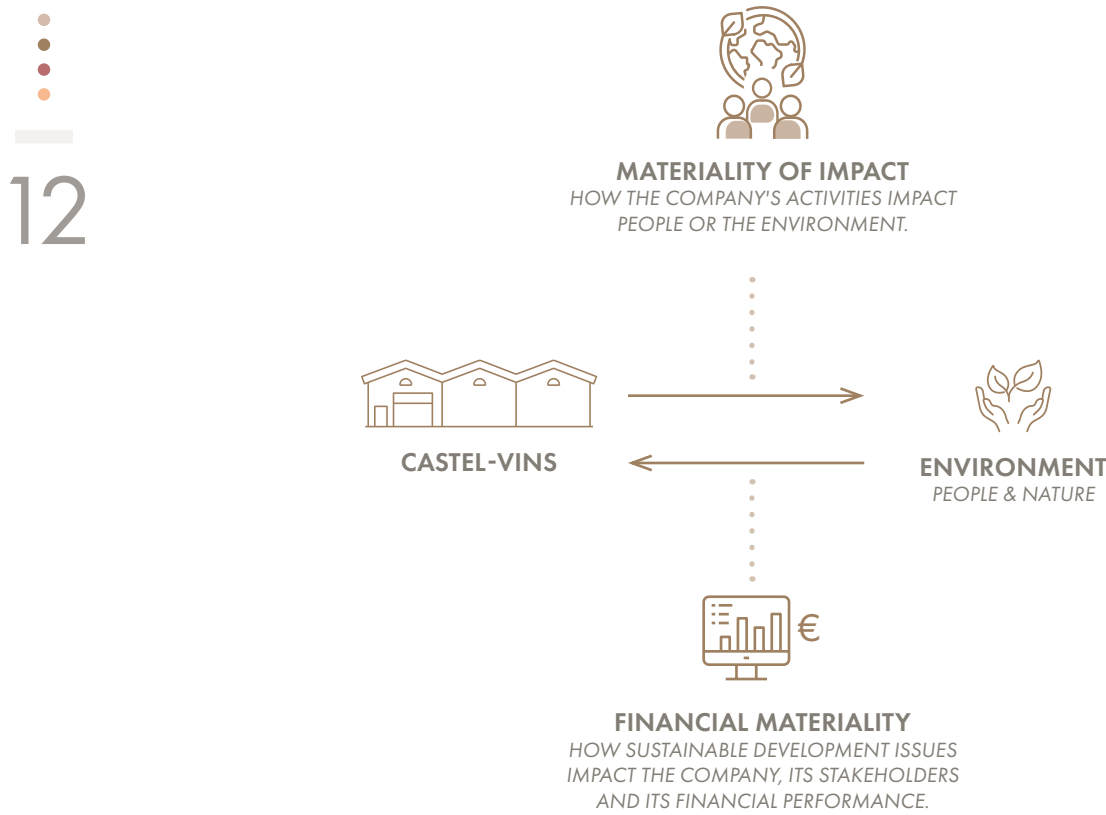 12
MATERIALITY OF IMPACT
HOW THE COMPANY'S ACTIVITIES IMPACT
PEOPLE OR THE ENVIRONMENT.
CASTEL-VINS
ENVIRONMENT
PEOPLE & NATURE
€
FINANCIAL MATERIALITY
HOW SUSTAINABLE DEVELOPMENT ISSUES
IMPACT THE COMPANY, ITS STAKEHOLDERS
AND ITS FINANCIAL PERFORMANCE.